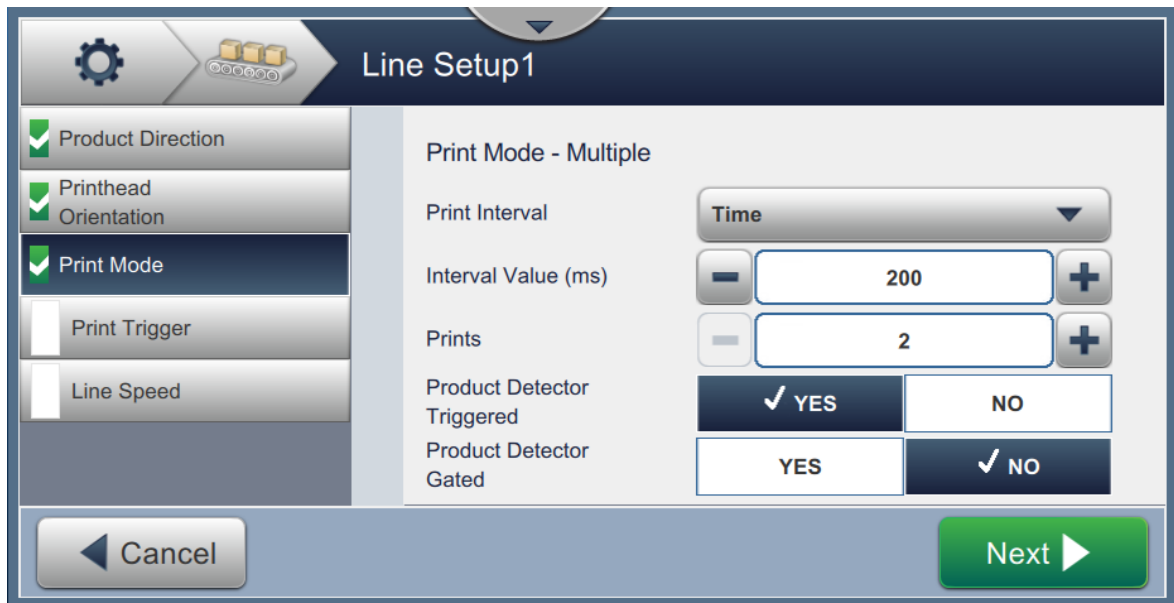 Line Setup1
Product Direction
Printhead
Orientation
Print Mode
Print Trigger
Line Speed
Print Mode - Multiple
Print Interval
Time
Interval Value (ms)
200
Prints
2
Product Detector
Triggered
YES
NO
Product Detector
Gated
YES
NO
Cancel
Next